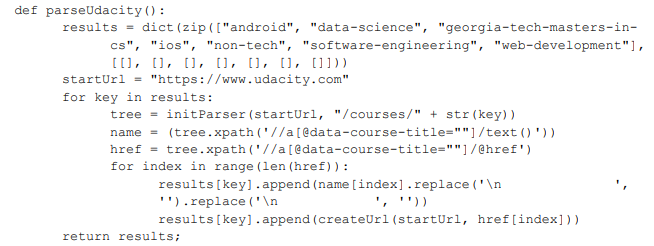 def parseUdacity():
results = dict(zip(["android", "data-science", "georgia-tech-masters-in-
cs", "ios", "non-tech", "software-engineering", "web-development"],
[[], [], [], [], [], [], []]))
startUrl = "https://www.udacity.com"
for key in results:
tree = initParser(startUrl, "/courses/" + str(key))
name = (tree.xpath('//a[@data-course-title=""]/text()'))
href = tree.xpath('//a[@data-course-title=""]/@href')
for index in range(len(href)):
results[key].append(name[index].replace('\n                ',
'').replace('\n             ', ''))
results[key].append(createUrl(startUrl, href[index]))
return results;